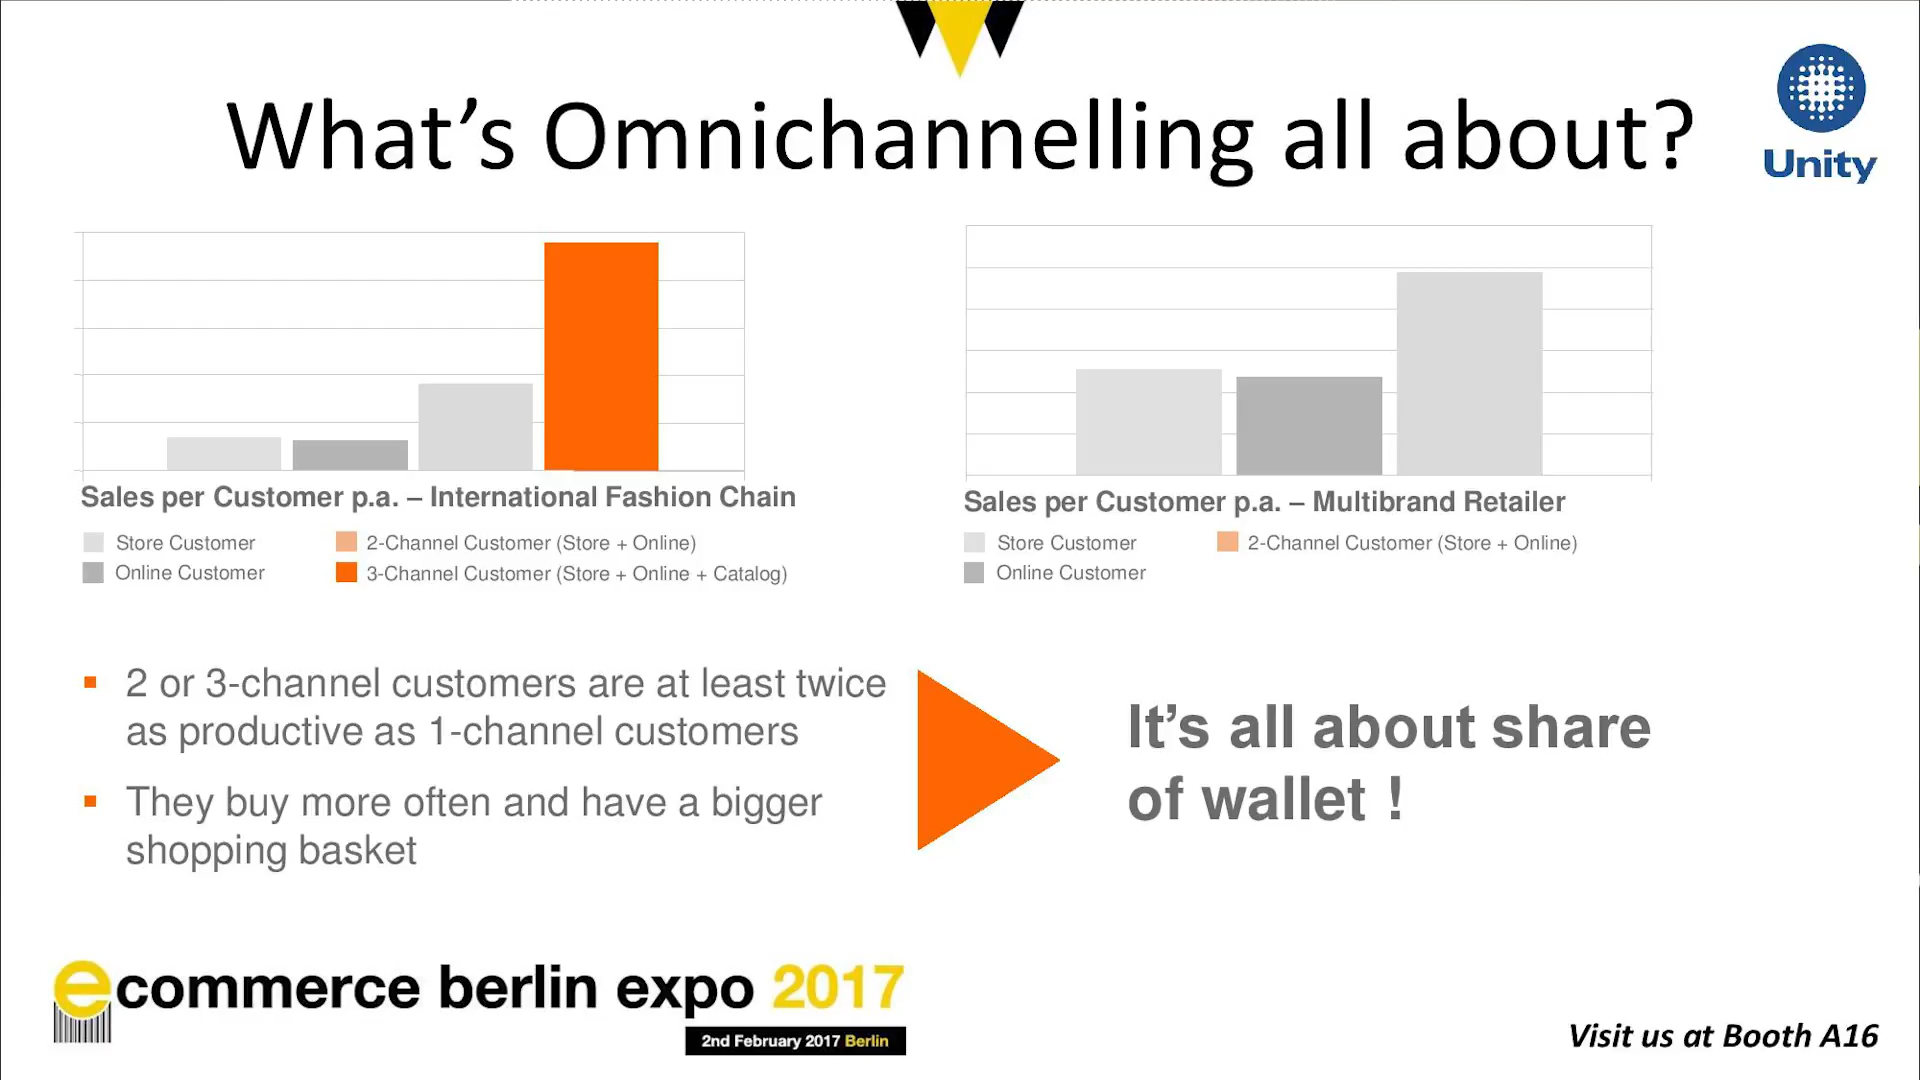 What's Omnichannelling all about?
Unity
Sales per Customer p.a. – International Fashion Chain
Store Customer
2-Channel Customer (Store + Online)
Online Customer
3-Channel Customer (Store + Online + Catalog)
Sales per Customer p.a. – Multibrand Retailer
Store Customer
2-Channel Customer (Store + Online)
Online Customer
2 or 3-channel customers are at least twice
as productive as 1-channel customers
They buy more often and have a bigger
shopping basket
It's all about share
of wallet !
ecommerce berlin expo 2017
2nd February 2017 Berlin
Visit us at Booth A16